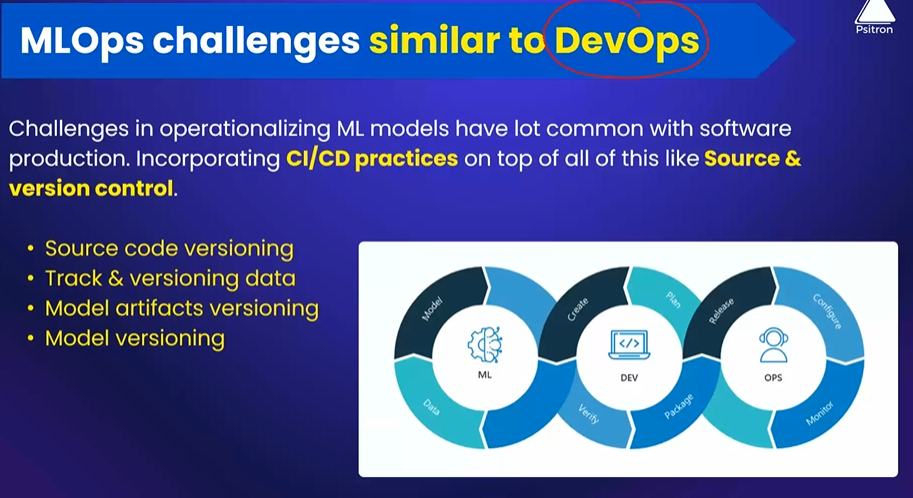 MLOps challenges similar to DevOps
Psitron
Challenges in operationalizing ML models have lot common with software
production. Incorporating CI/CD practices on top of all of this like Source &
version control.
• Source code versioning
• Track & versioning data
• Model artifacts versioning
• Model versioning
Model
Data
ML
Create
Plan
Verify
Package
DEV
Release
Configure
Monitor
OPS